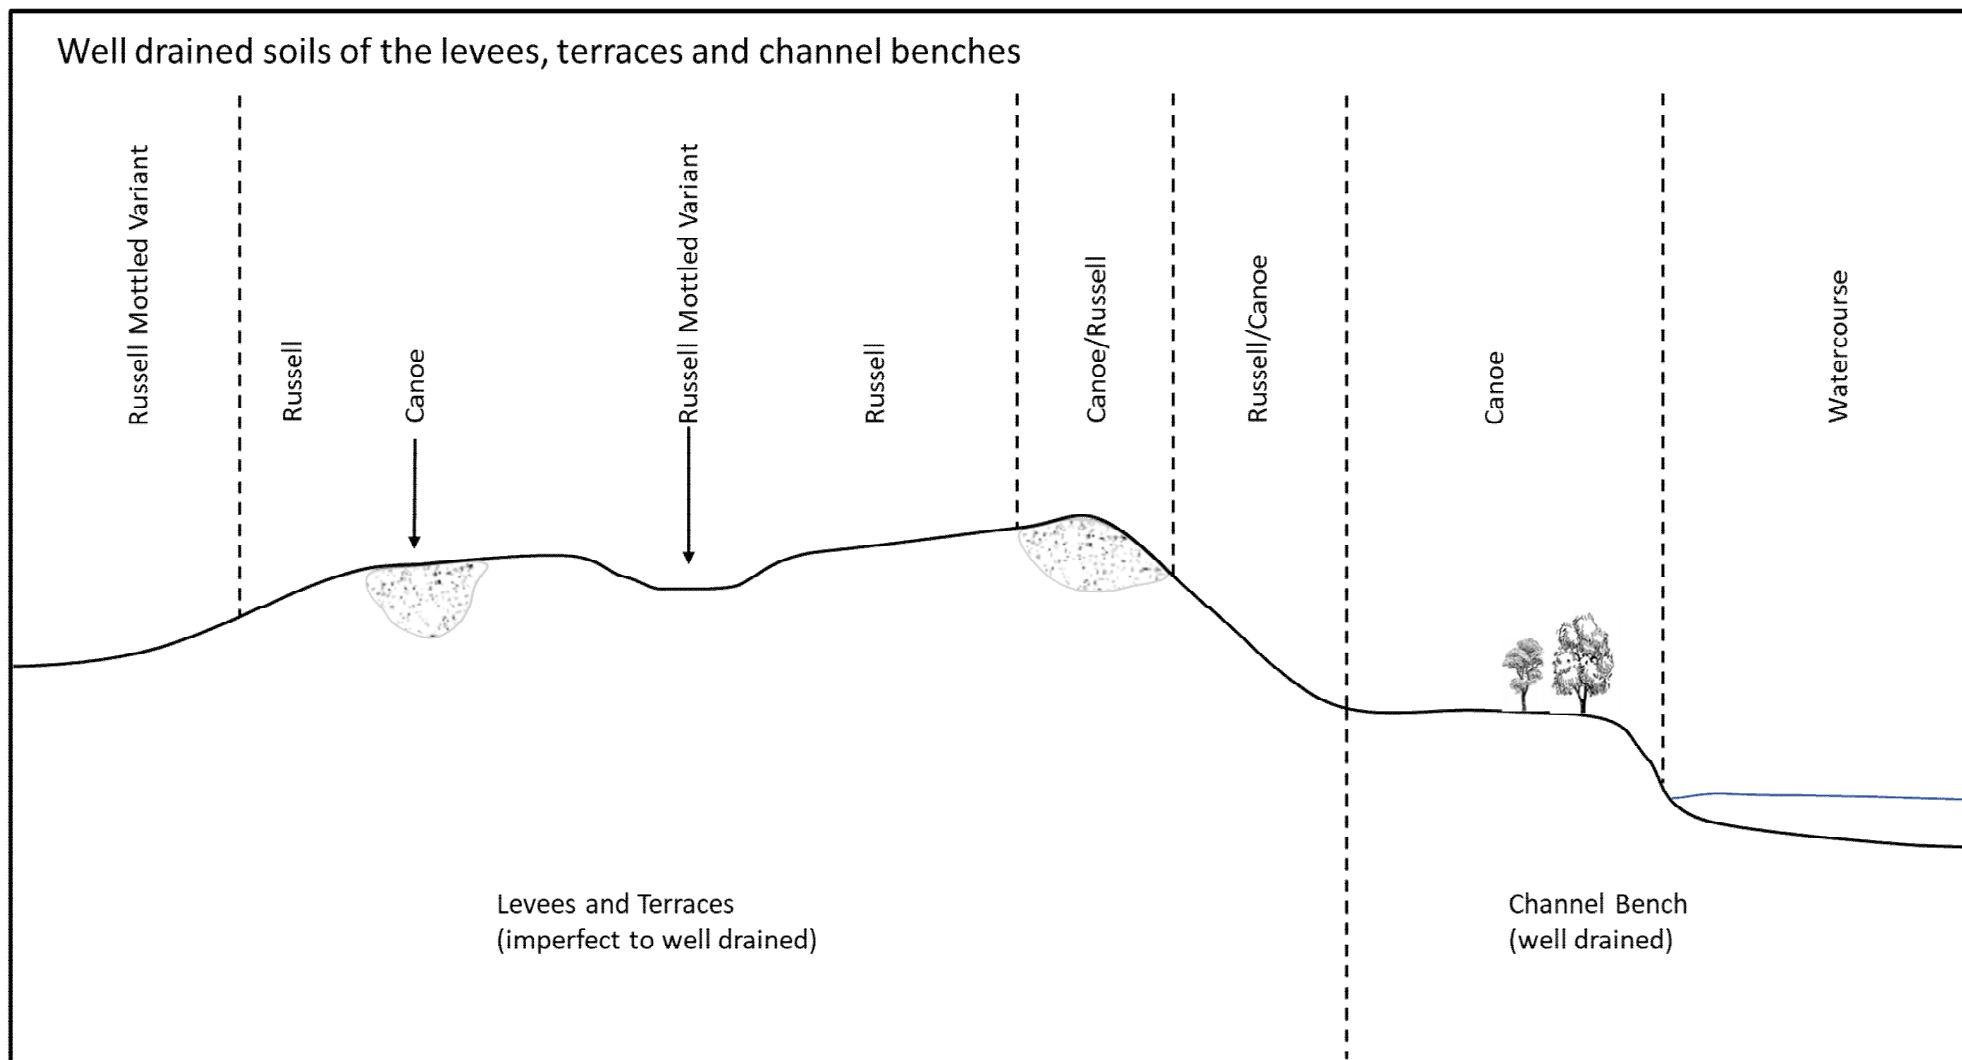 Well drained soils of the levees, terraces and channel benches
Russell Mottled Variant
Russell
Canoe
Russell Mottled Variant
Russell
Canoe/Russell
Russell/Canoe
Canoe
Watercourse
Levees and Terraces
(imperfect to well drained)
Channel Bench
(well drained)